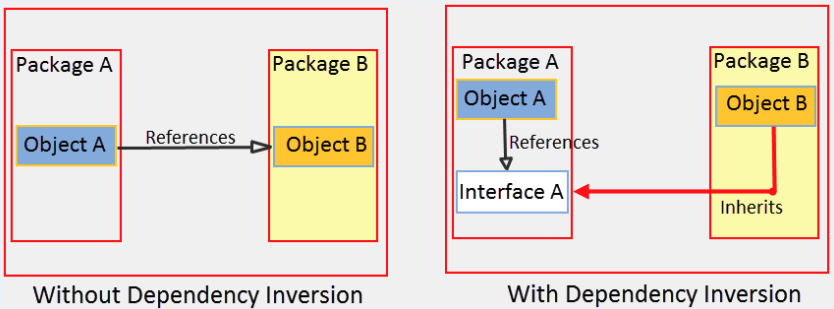 Package A
Package B
Object A
References
Object B
Without Dependency Inversion
Package A
Package B
Object A
Object B
References
Interface A
Inherits
With Dependency Inversion